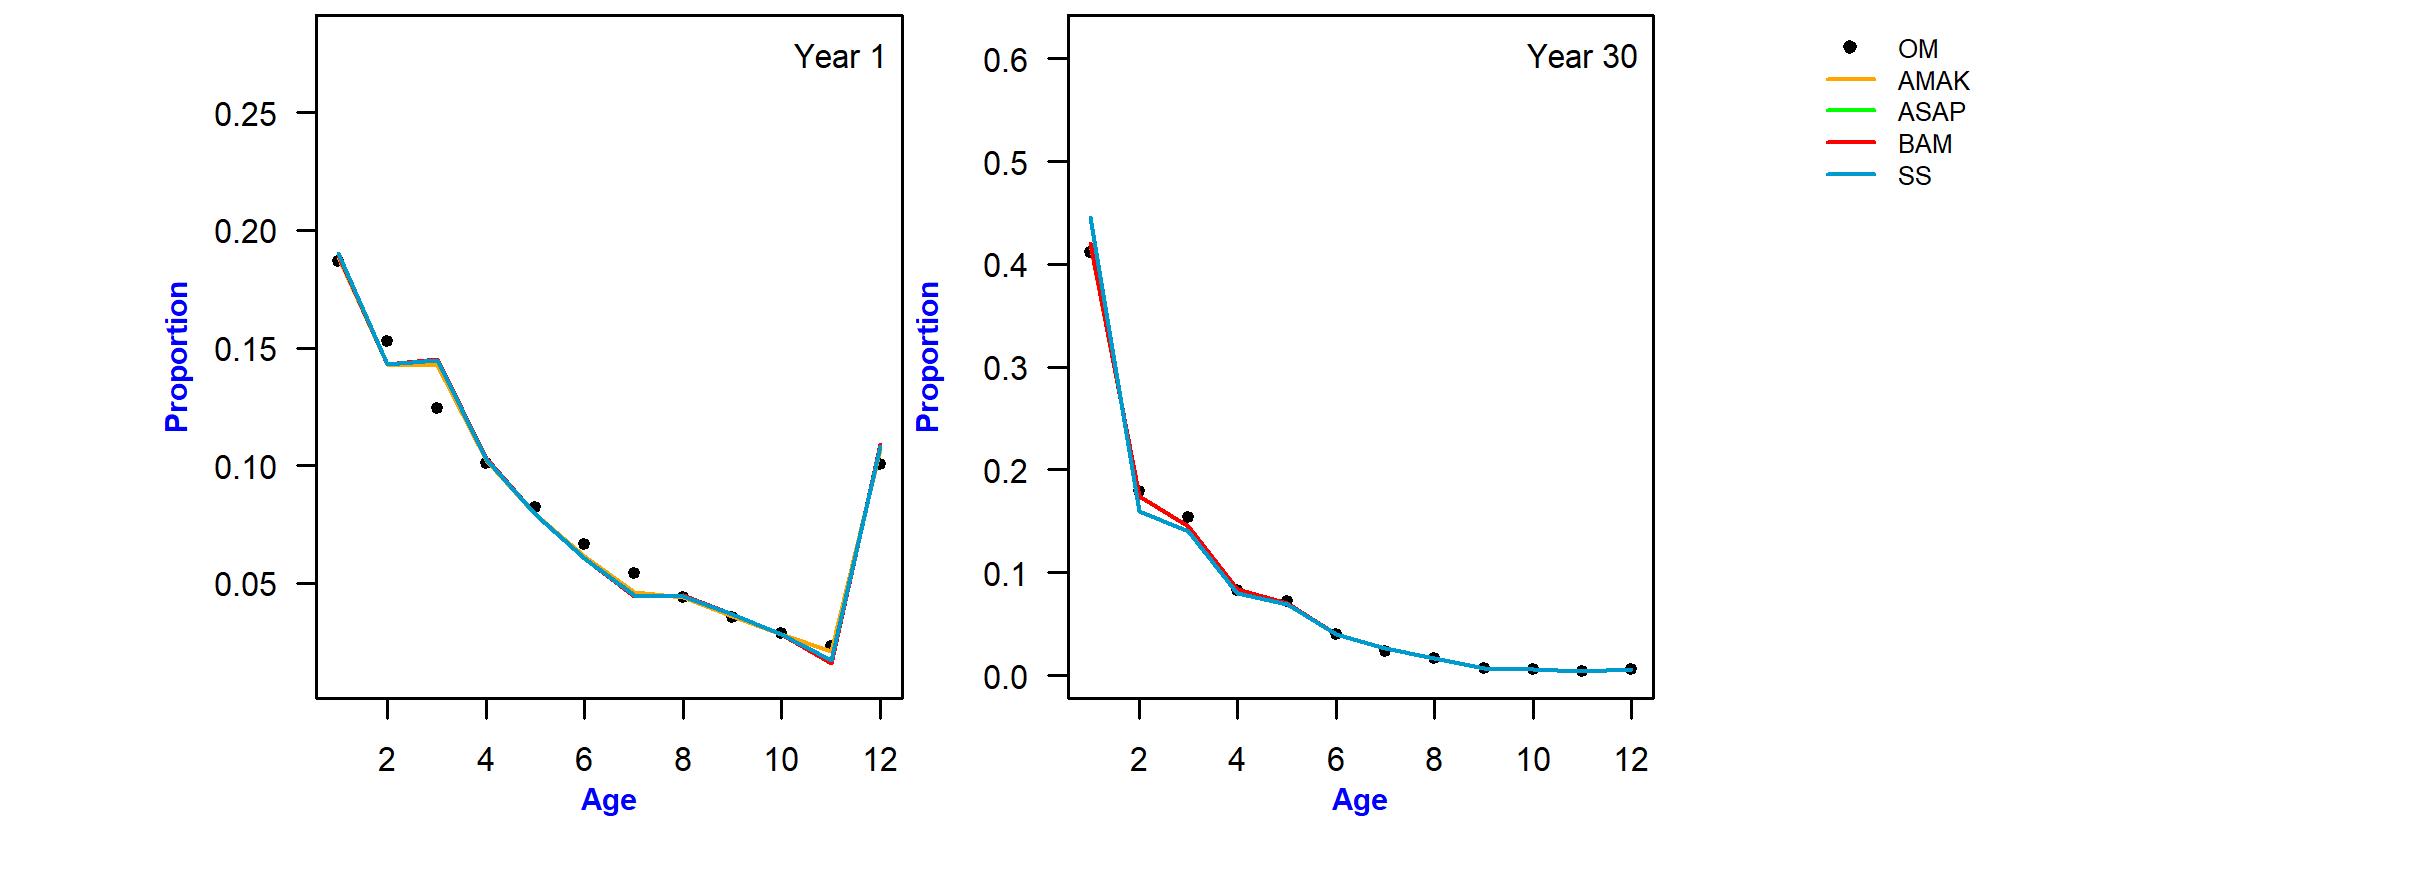 Year 1
0.25
0.20
0.15
0.10
0.05
Proportion
2 4 6 8 10 12
Age
Year 30
0.6
0.5
0.4
0.3
0.2
0.1
0.0
Proportion
2 4 6 8 10 12
Age
OM
AMAK
ASAP
BAM
SS